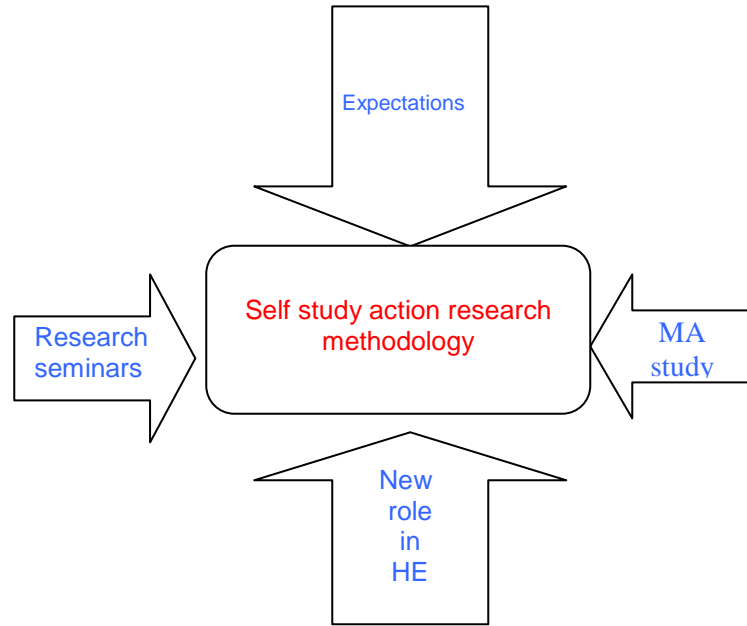 Expectations
Self study action research
methodology
Research
seminars
MA
study
New
role
in
HE